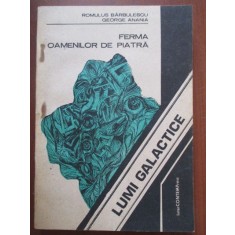 ROMULUS BĂRBULESCU
GEORGE ANANIA
FERMA
OAMENILOR DE PIATRĂ
LUMI GALACTICE